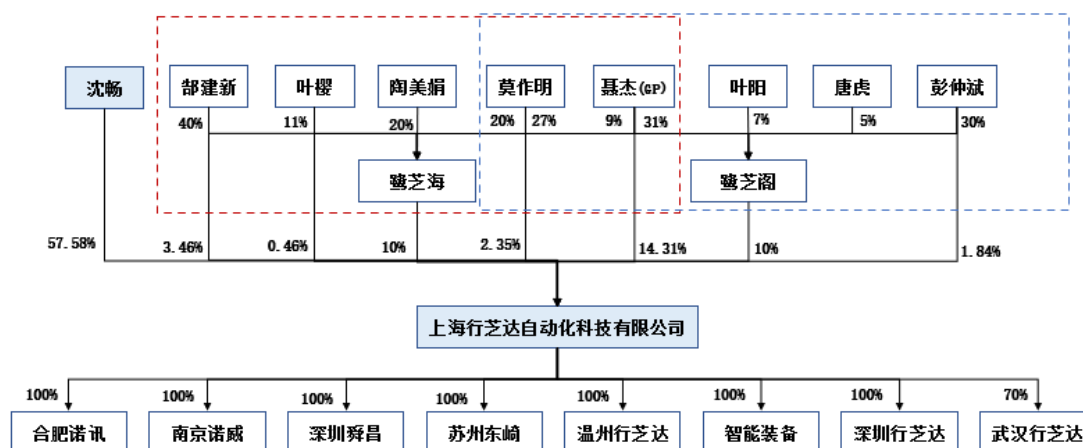 沈畅 郜建新 叶樱 陶美娟 莫作明 聂杰(GP) 叶阳 唐虎 彭仲斌
40% 11% 20% 20% 27% 9% 31% 7% 5% 30%
鹭芝海 鹭芝阁
57.58% 3.46% 0.46% 10% 2.35% 14.31% 10% 1.84%
上海行芝达自动化科技有限公司
100% 100% 100% 100% 100% 100% 100% 70%
合肥诺讯 南京诺威 深圳舜昌 苏州东崎 温州行芝达 智能装备 深圳行芝达 武汉行芝达